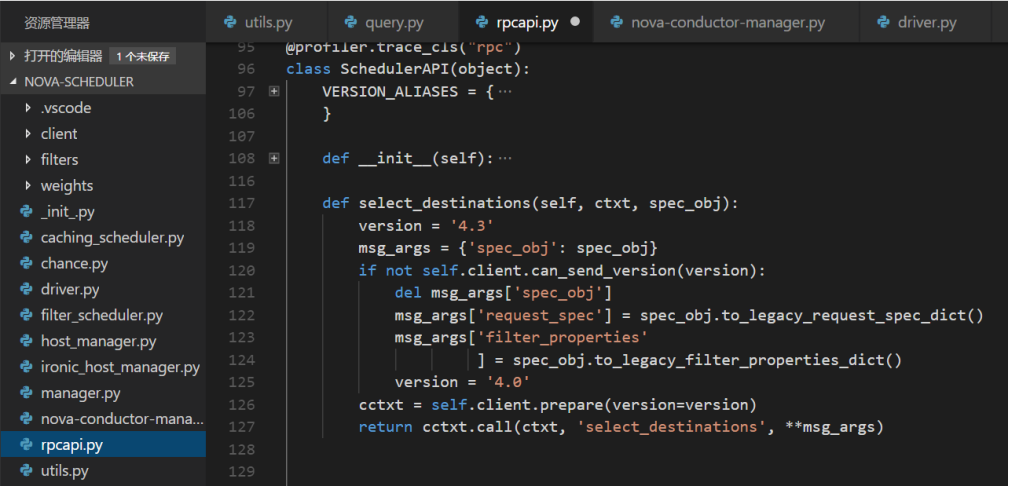 资源管理器
打开的编辑器 1 个未保存
NOVA-SCHEDULER
.vscode
client
filters
weights
_init_.py
caching_scheduler.py
chance.py
driver.py
filter_scheduler.py
host_manager.py
ironic_host_manager.py
manager.py
nova-conductor-mana...
rpcapi.py
utils.py
utils.py query.py rpcapi.py ● nova-conductor-manager.py driver.py
95 @profiler.trace_cls("rpc")
96 class SchedulerAPI(object):
97 VERSION_ALIASES = {···
106 }
107
108 def __init__(self):···
116
117 def select_destinations(self, ctxt, spec_obj):
118 version = '4.3'
119 msg_args = {'spec_obj': spec_obj}
120 if not self.client.can_send_version(version):
121 del msg_args['spec_obj']
122 msg_args['request_spec'] = spec_obj.to_legacy_request_spec_dict()
123 msg_args['filter_properties'
124 ] = spec_obj.to_legacy_filter_properties_dict()
125 version = '4.0'
126 cctxt = self.client.prepare(version=version)
127 return cctxt.call(ctxt, 'select_destinations', **msg_args)
128
129